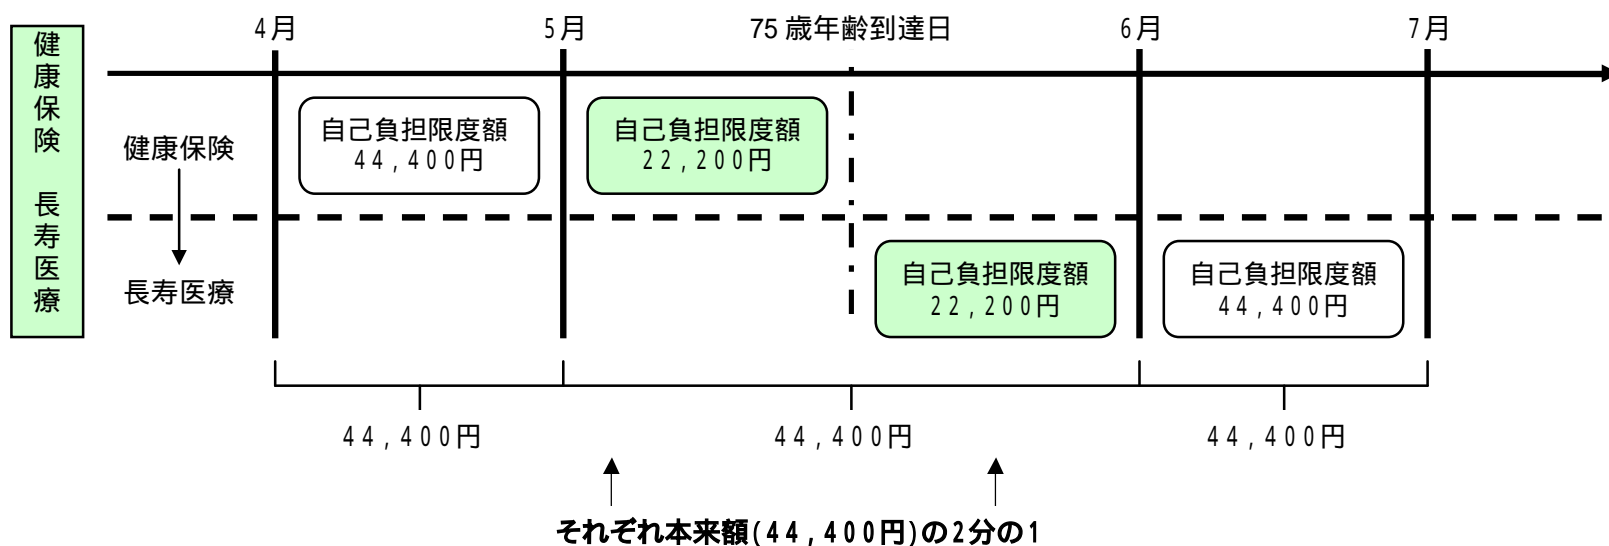 健康保険　長寿医療
4月
5月
75歳年齢到達日
6月
7月
健康保険
長寿医療
自己負担限度額
44,400円
自己負担限度額
22,200円
自己負担限度額
22,200円
自己負担限度額
44,400円
44,400円
44,400円
44,400円
それぞれ本来額(44,400円)の2分の1